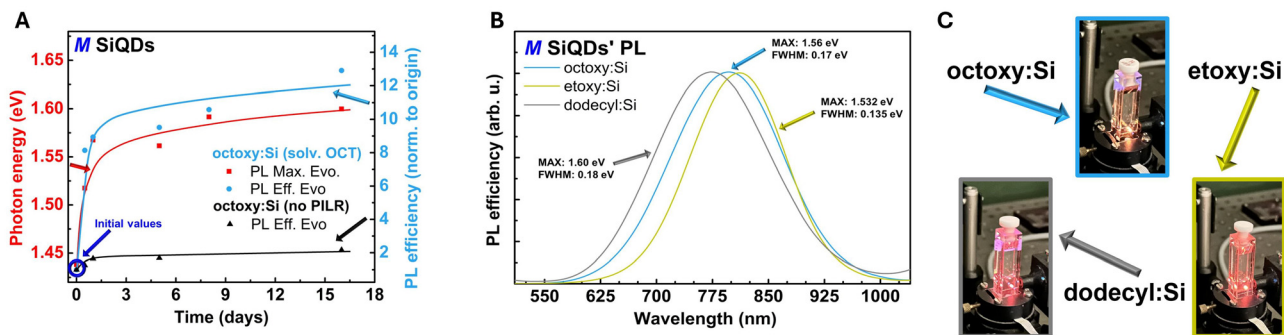 A
M SiQDs
Photon energy (eV)
1.65
1.60
1.55
1.50
1.45
PL efficiency (norm. to origin)
14
12
10
8
6
4
2
octoxy:Si (solv. OCT)
PL Max. Evo.
PL Eff. Evo
octoxy:Si (no PILR)
PL Eff. Evo
Initial values
0 3 6 9 12 15 18
Time (days)
B
M SiQDs' PL
octoxy:Si
etoxy:Si
dodecyl:Si
PL efficiency (arb. u.)
MAX: 1.56 eV
FWHM: 0.17 eV
MAX: 1.532 eV
FWHM: 0.135 eV
MAX: 1.60 eV
FWHM: 0.18 eV
550 625 700 775 850 925 1000
Wavelength (nm)
C
octoxy:Si
etoxy:Si
dodecyl:Si